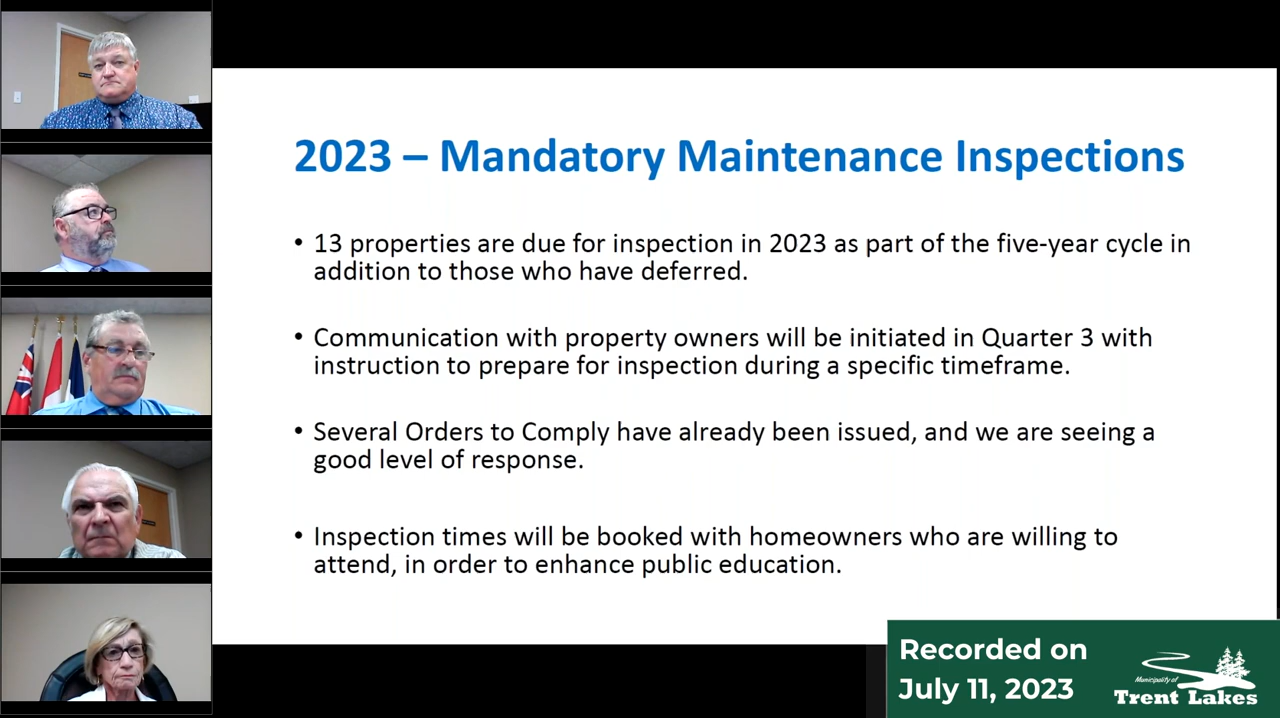 2023 – Mandatory Maintenance Inspections
• 13 properties are due for inspection in 2023 as part of the five-year cycle in
addition to those who have deferred.
• Communication with property owners will be initiated in Quarter 3 with
instruction to prepare for inspection during a specific timeframe.
• Several Orders to Comply have already been issued, and we are seeing a
good level of response.
• Inspection times will be booked with homeowners who are willing to
attend, in order to enhance public education.
Recorded on
July 11, 2023
Municipality of
Trent Lakes